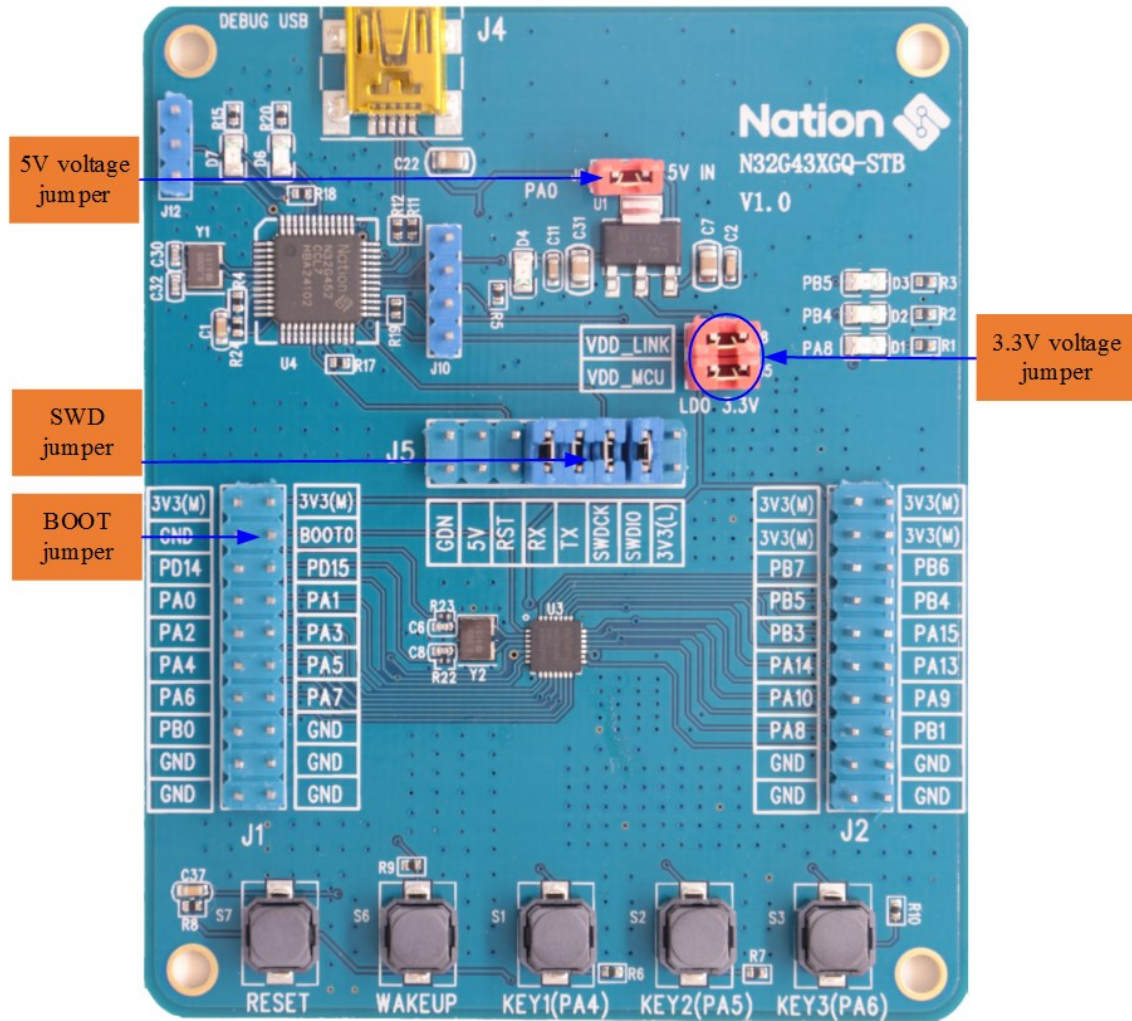 DEBUG USB
J4
Nation
N32G43XGQ-STB
V1.0
5V voltage
jumper
R15
R20
D7
D6
C22
5V IN
PA0
U1
J12
R18
R12
R11
Y1
C30
C32
Nation
N32G452
CCL7
HBL24102
R4
C1
R24
U4
R17
R19
J10
R5
D4
C11
C31
C7
C2
PB5
D3
R3
PB4
D2
R2
PA8
D1
R1
VDD_LINK
VDD_MCU
LDO 3.3V
3.3V voltage
jumper
SWD
jumper
J5
GDN
5V
RST
RX
TX
SWDCK
SWDIO
3V3(L)
BOOT
jumper
3V3(M) 3V3(M)
GND BOOT0
PD14 PD15
PA0 PA1
PA2 PA3
PA4 PA5
PA6 PA7
PB0 GND
GND GND
GND GND
J1
R23
C6
C8
R22
Y2
U3
3V3(M) 3V3(M)
3V3(M) 3V3(M)
PB7 PB6
PB5 PB4
PB3 PA15
PA14 PA13
PA10 PA9
PA8 PB1
GND GND
GND GND
J2
C37
R8
S7
R9
S6
S1
R6
S2
R7
S3
R10
RESET
WAKEUP
KEY1(PA4)
KEY2(PA5)
KEY3(PA6)